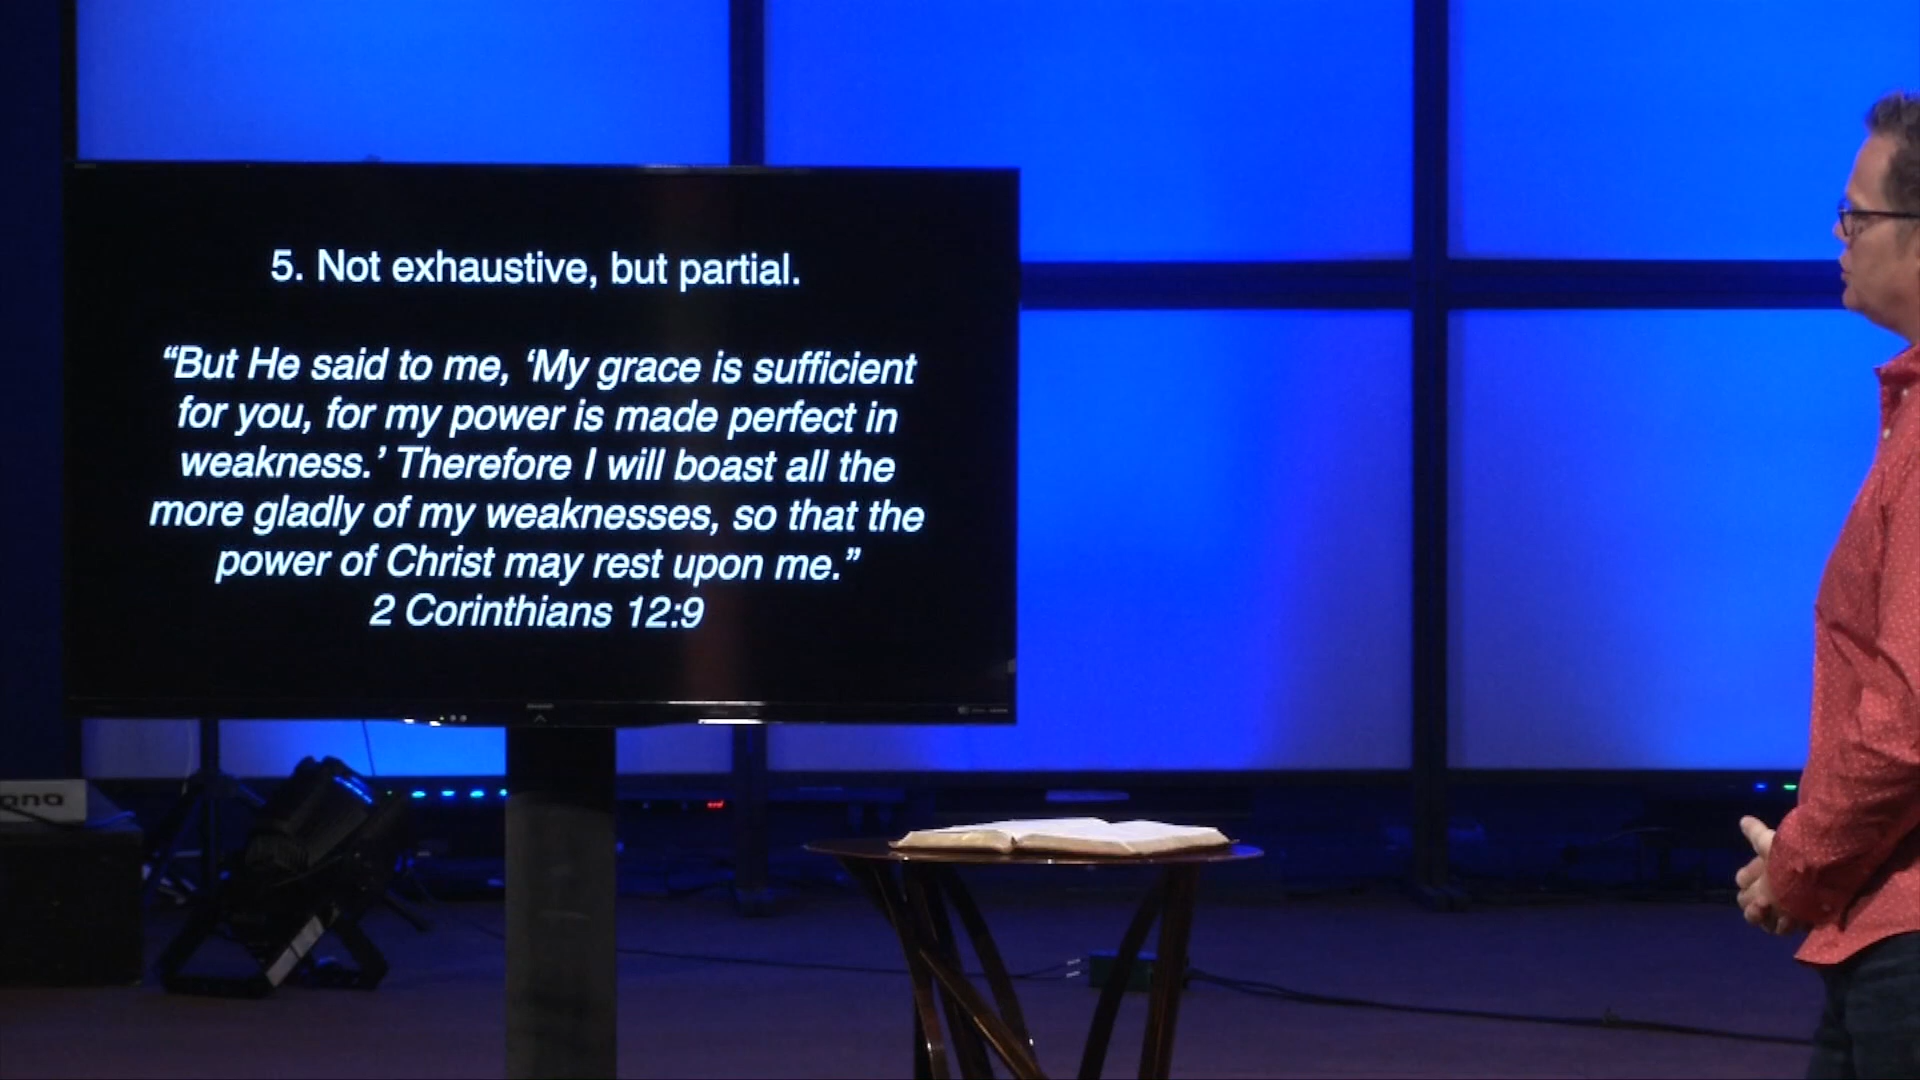 5. Not exhaustive, but partial.
“But He said to me, ‘My grace is sufficient
for you, for my power is made perfect in
weakness.’ Therefore I will boast all the
more gladly of my weaknesses, so that the
power of Christ may rest upon me.”
2 Corinthians 12:9